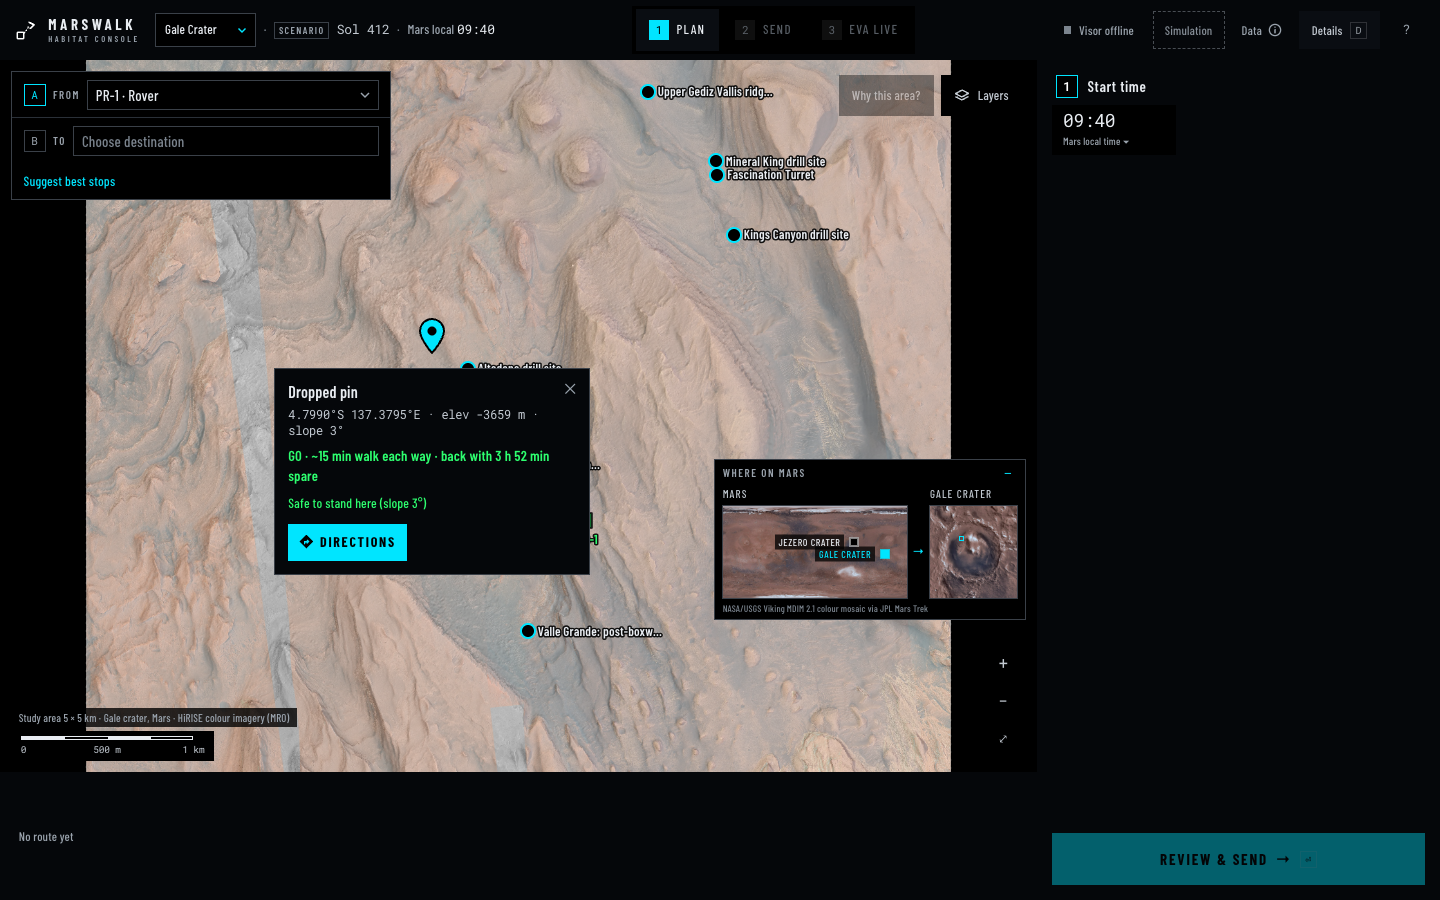 MARSWALK
HABITAT CONSOLE
Gale Crater
· SCENARIO Sol 412 · Mars local 09:40
1 PLAN
2 SEND
3 EVA LIVE
Visor offline
Simulation
Data
Details D
?
A FROM PR-1 · Rover
B TO Choose destination
Suggest best stops
Why this area?
Layers
Upper Gediz Vallis ridg...
Mineral King drill site
Fascination Turret
Kings Canyon drill site
Altadena drill site
Dropped pin
4.7990°S 137.3795°E · elev -3659 m ·
slope 3°
GO · ~15 min walk each way · back with 3 h 52 min
spare
Safe to stand here (slope 3°)
DIRECTIONS
Valle Grande: post-boxw...
WHERE ON MARS
MARS
GALE CRATER
JEZERO CRATER
GALE CRATER
NASA/USGS Viking MDIM 2.1 colour mosaic via JPL Mars Trek
Study area 5 × 5 km · Gale crater, Mars · HiRISE colour imagery (MRO)
0 500 m 1 km
1 Start time
09:40
Mars local time
No route yet
REVIEW & SEND →